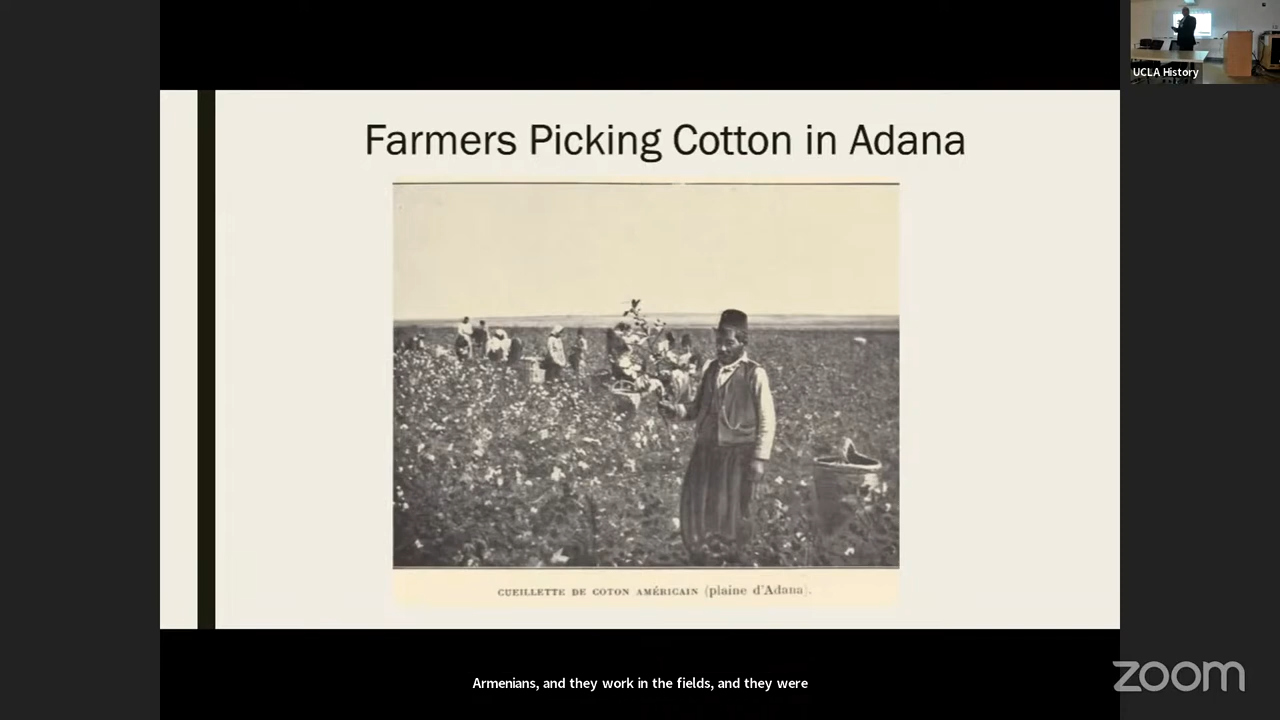 UCLA History
Farmers Picking Cotton in Adana
CUEILLETTE DE COTON AMÉRICAIN (plaine d'Adana).
Armenians, and they work in the fields, and they were
zoom